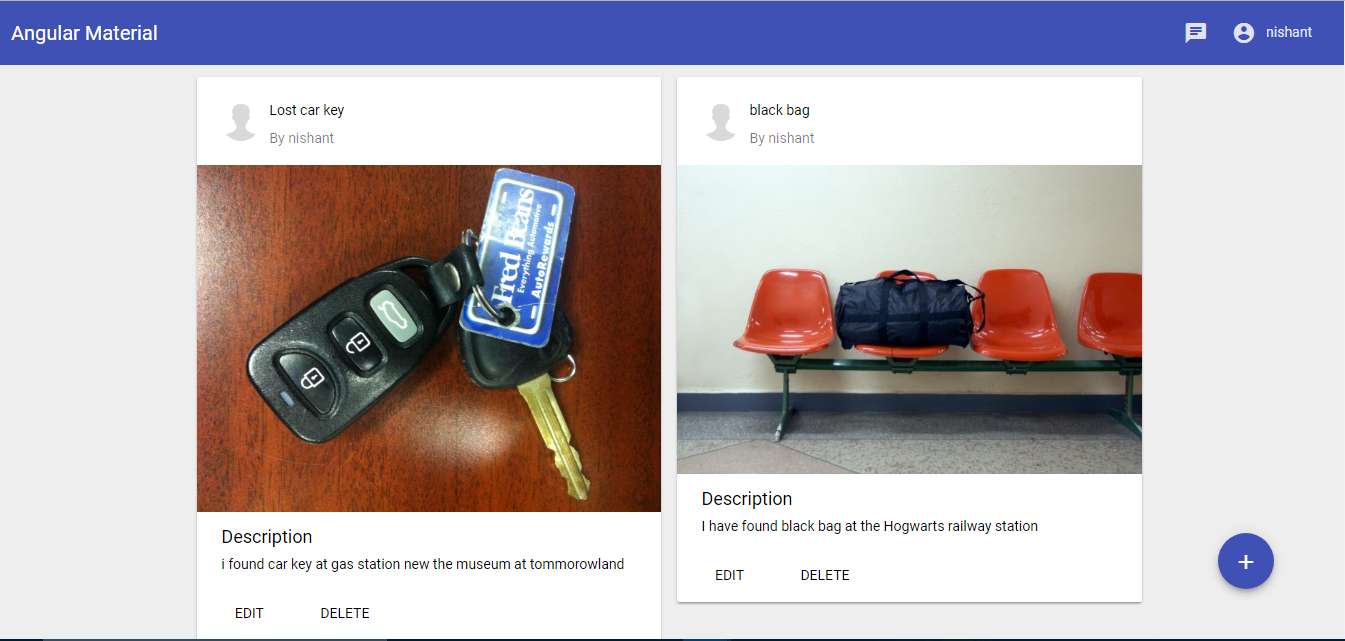 Angular Material
nishant
Lost car key
By nishant
Fred Beans
Everything Automotive
AutoRewards
Description
i found car key at gas station new the museum at tommorowland
EDIT
DELETE
black bag
By nishant
Description
I have found black bag at the Hogwarts railway station
EDIT
DELETE
+